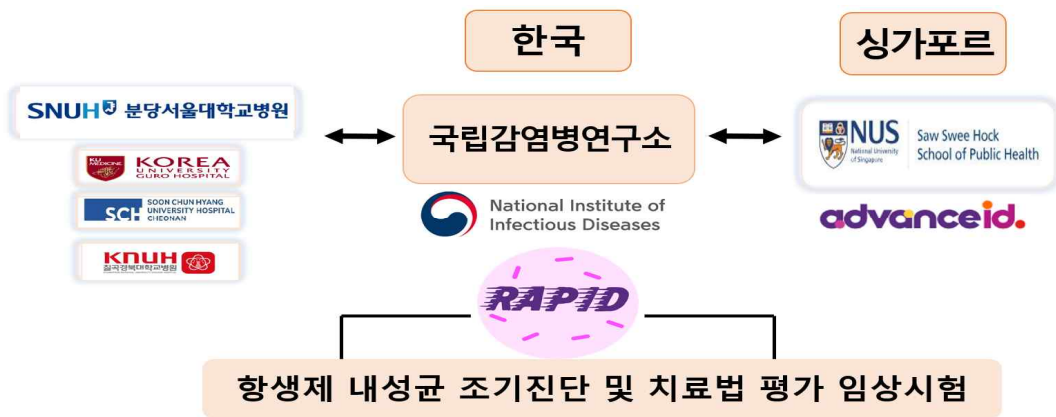 한국
싱가포르
SNUH 분당서울대학교병원
KU MEDICINE
KOREA
UNIVERSITY
GURO HOSPITAL
SCH
SOON CHUN HYANG
UNIVERSITY HOSPITAL
CHEONAN
KNUH
칠곡경북대학교병원
국립감염병연구소
National Institute of
Infectious Diseases
NUS
National University
of Singapore
Saw Swee Hock
School of Public Health
advanceid.
RAPID
항생제 내성균 조기진단 및 치료법 평가 임상시험